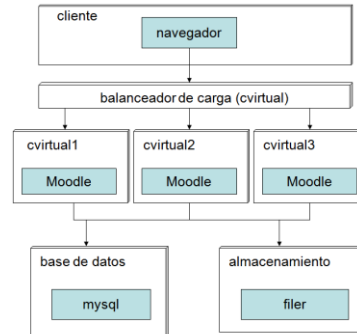 cliente
navegador
balanceador de carga (cvirtual)
cvirtual1
cvirtual2
cvirtual3
Moodle
Moodle
Moodle
base de datos
almacenamiento
mysql
filer